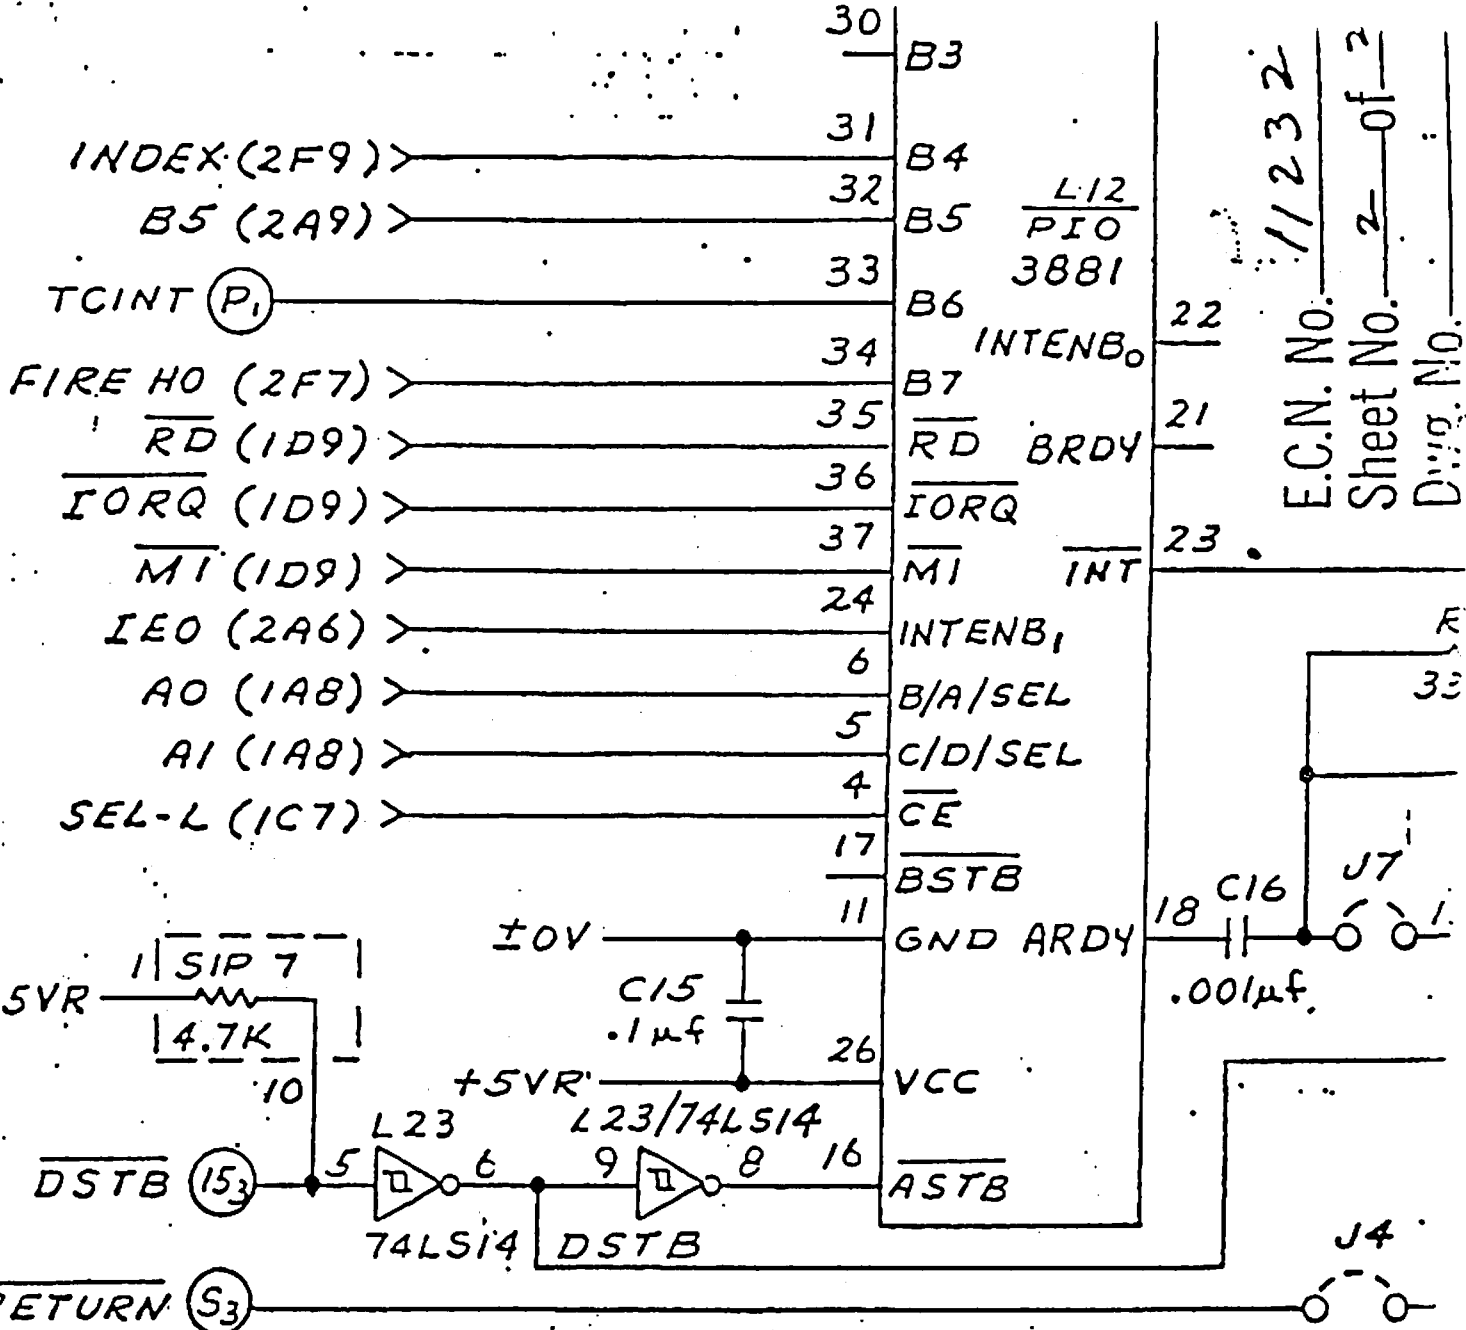 30
B3
31
INDEX (2F9)
B4
32
B5 (2A9)
B5
L12
PIO
3881
33
TCINT P1
B6
22
INTENB0
34
FIRE HO (2F7)
B7
35
21
RD (1D9)
RD
BRDY
36
IORQ (1D9)
IORQ
37
23
M1 (1D9)
M1
INT
24
IEO (2A6)
INTENB1
6
A0 (1A8)
B/A/SEL
5
A1 (1A8)
C/D/SEL
4
SEL-L (1C7)
CE
17
BSTB
11
±0V
GND
ARDY
18
C16
.001µf
J7
1
SIP 7
5VR
4.7K
10
C15
.1µf
26
+5VR
VCC
L23
L23/74LS14
DSTB 153
5
6
9
8
16
ASTB
74LS14
DSTB
J4
RETURN S3
E.C.N. No. 11232
Sheet No. 2 of 2
No.